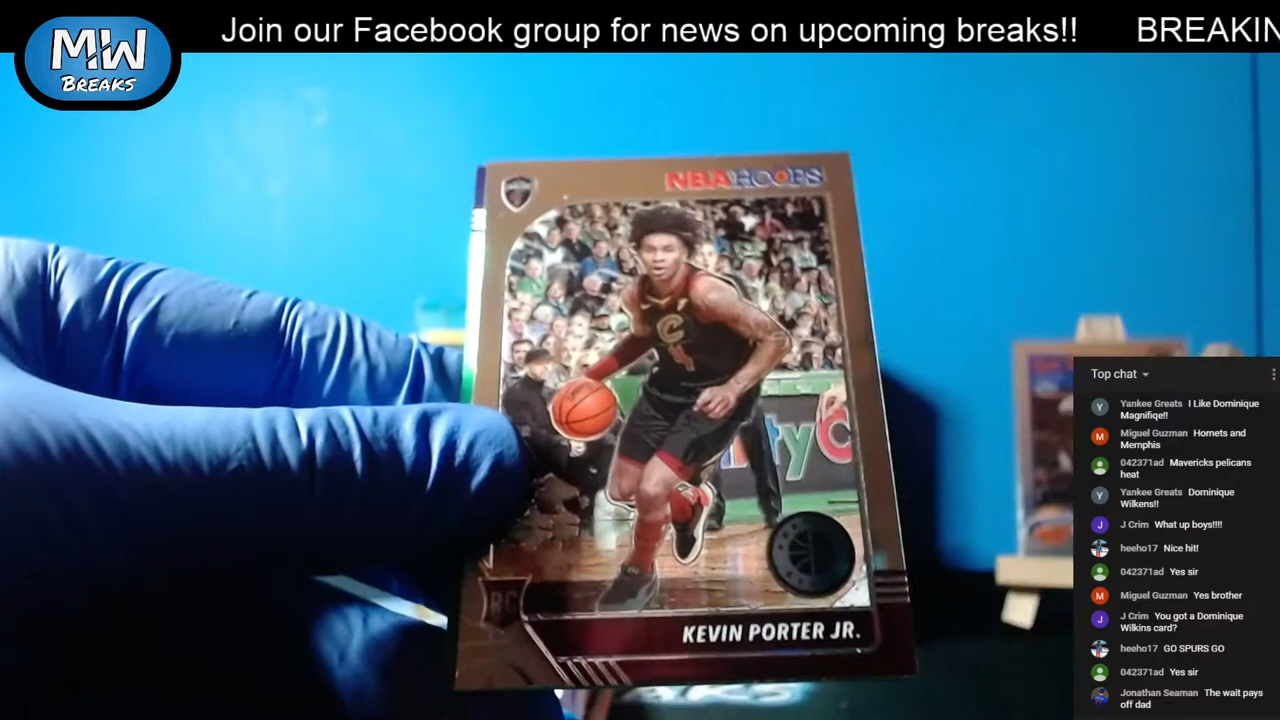 Join our Facebook group for news on upcoming breaks!! BREAKIN
MW
BREAKS
NBA HOOPS
C
4
RC
KEVIN PORTER JR.
Top chat
Y Yankee Greats I Like Dominique
Magnifiqe!!
M Miguel Guzman Hornets and
Memphis
042371ad Mavericks pelicans
heat
Y Yankee Greats Dominique
Wilkens!!
J J Crim What up boys!!!!
heeho17 Nice hit!
042371ad Yes sir
M Miguel Guzman Yes brother
J J Crim You got a Dominique
Wilkins card?
heeho17 GO SPURS GO
042371ad Yes sir
Jonathan Seaman The wait pays
off dad